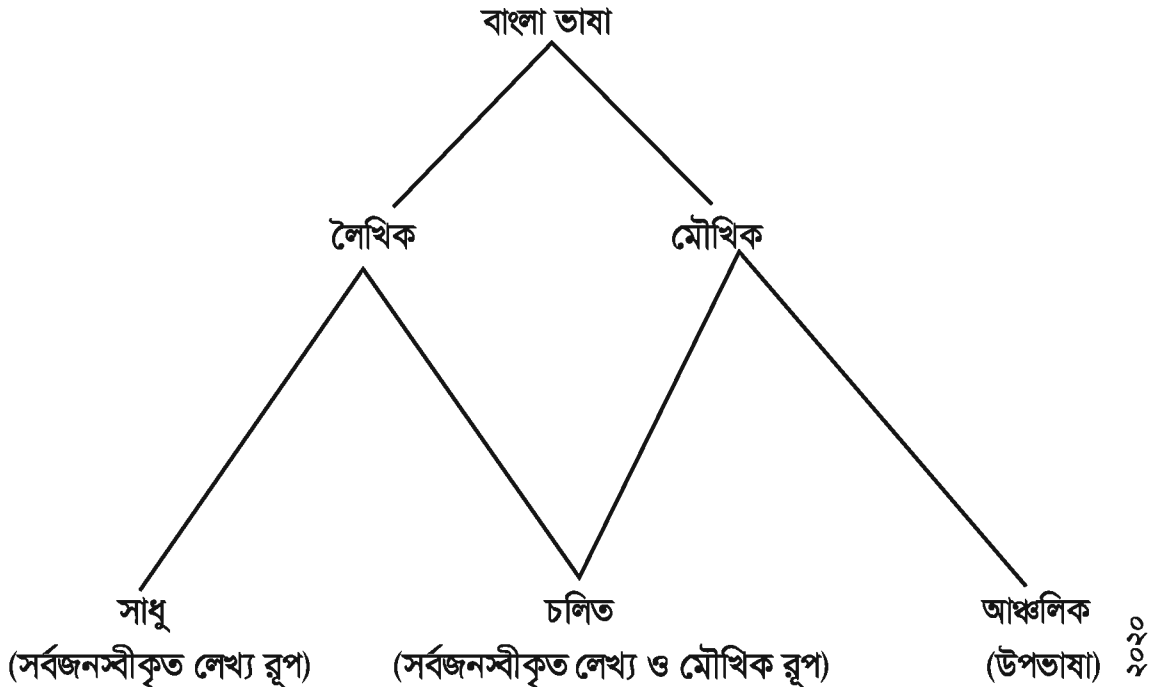 বাংলা ভাষা
লৈখিক মৌখিক
সাধু চলিত আঞ্চলিক
(সর্বজনস্বীকৃত লেখ্য রূপ) (সর্বজনস্বীকৃত লেখ্য ও মৌখিক রূপ) (উপভাষা)
২০২০